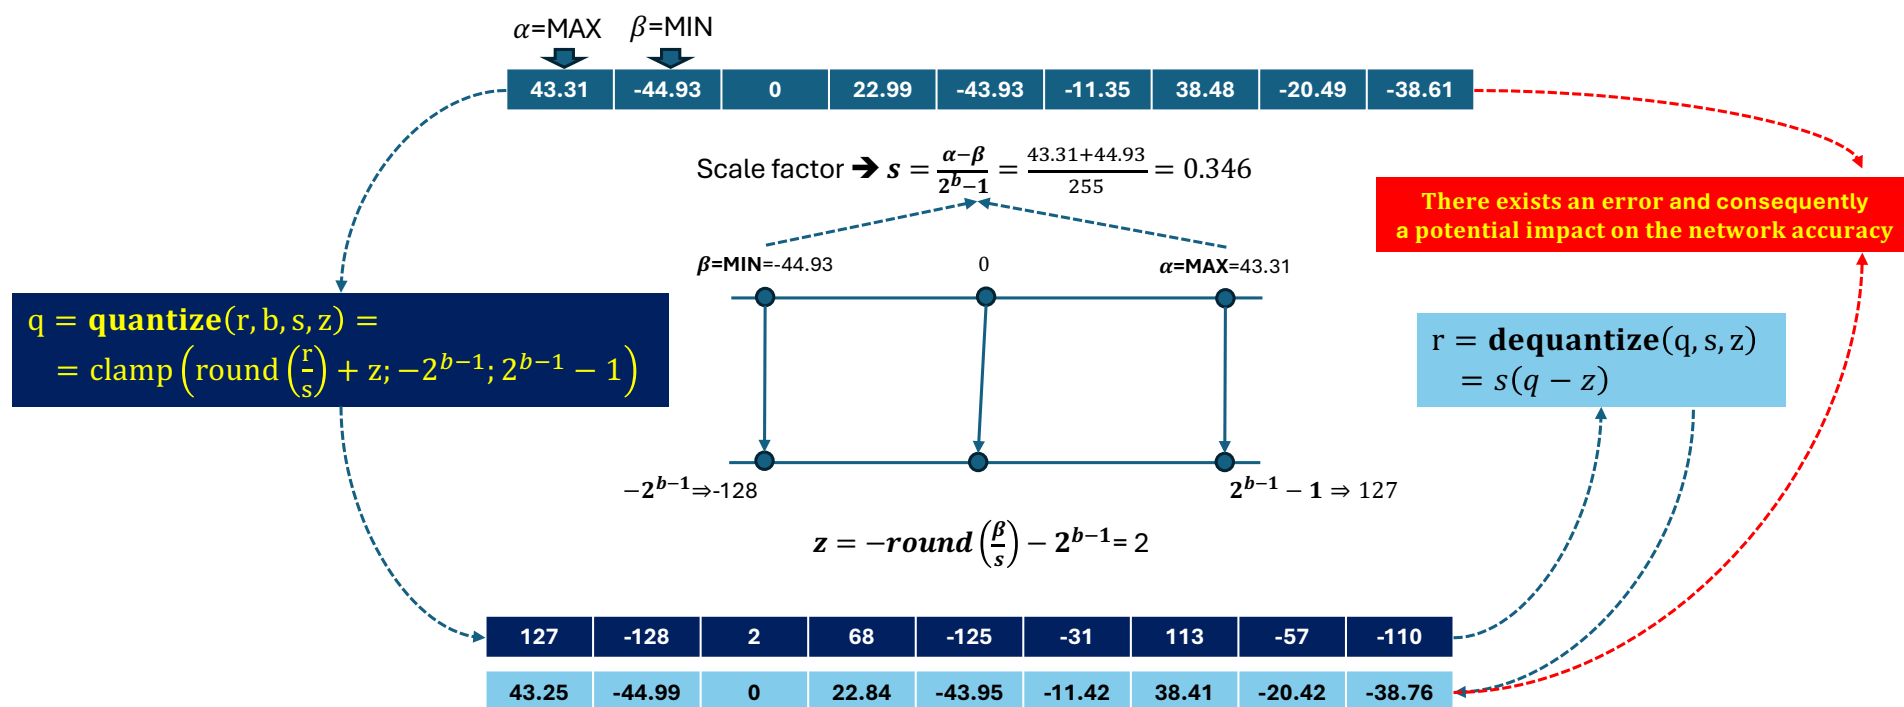 α=MAX β=MIN
43.31 -44.93 0 22.99 -43.93 -11.35 38.48 -20.49 -38.61
Scale factor ➔ s = \frac{α−β}{2^b−1} = \frac{43.31+44.93}{255} = 0.346
There exists an error and consequently
a potential impact on the network accuracy
β=MIN=-44.93 0 α=MAX=43.31
q = quantize(r, b, s, z) =
= clamp (round (\frac{r}{s}) + z; −2^{b−1}; 2^{b−1} − 1)
r = dequantize(q, s, z)
= s(q − z)
−2^{b−1}⇒-128 2^{b−1} − 1 ⇒ 127
z = −round (\frac{β}{s}) − 2^{b−1}= 2
127 -128 2 68 -125 -31 113 -57 -110
43.25 -44.99 0 22.84 -43.95 -11.42 38.41 -20.42 -38.76